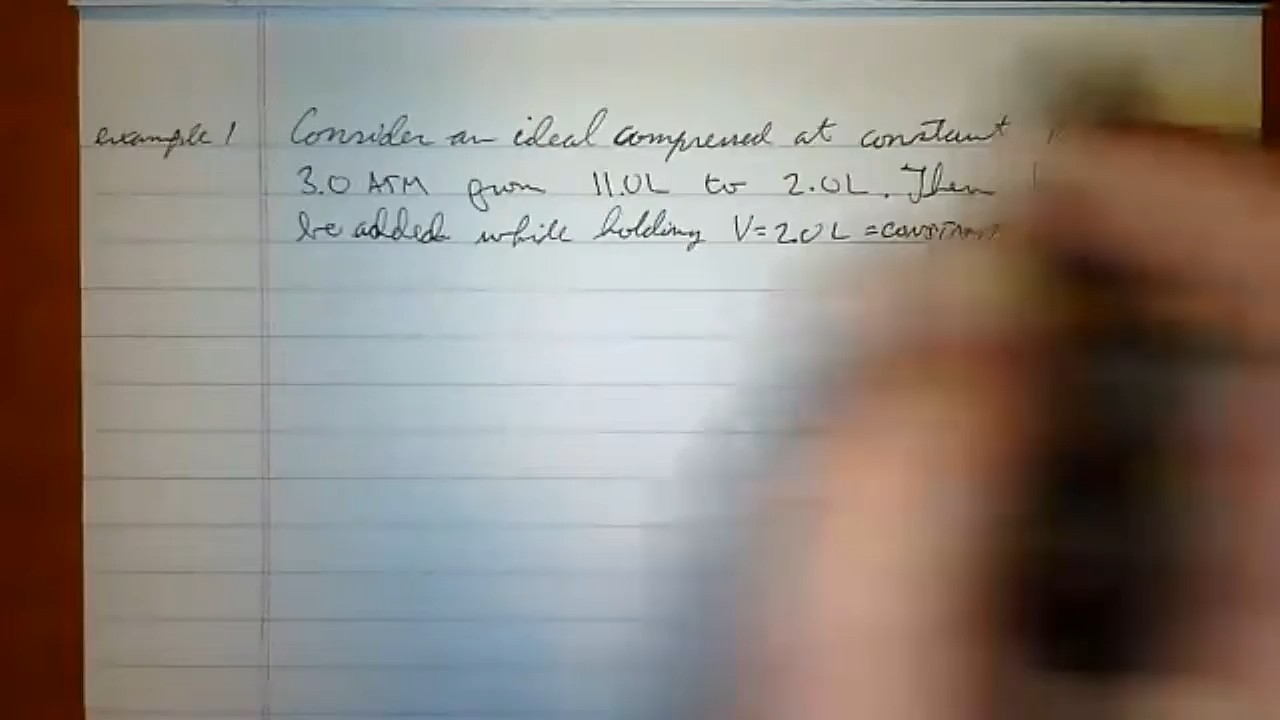 example 1 Consider an ideal compressed at constant
3.0 ATM from 11.0L to 2.0L. Then
be added while holding V=2.0L =constant